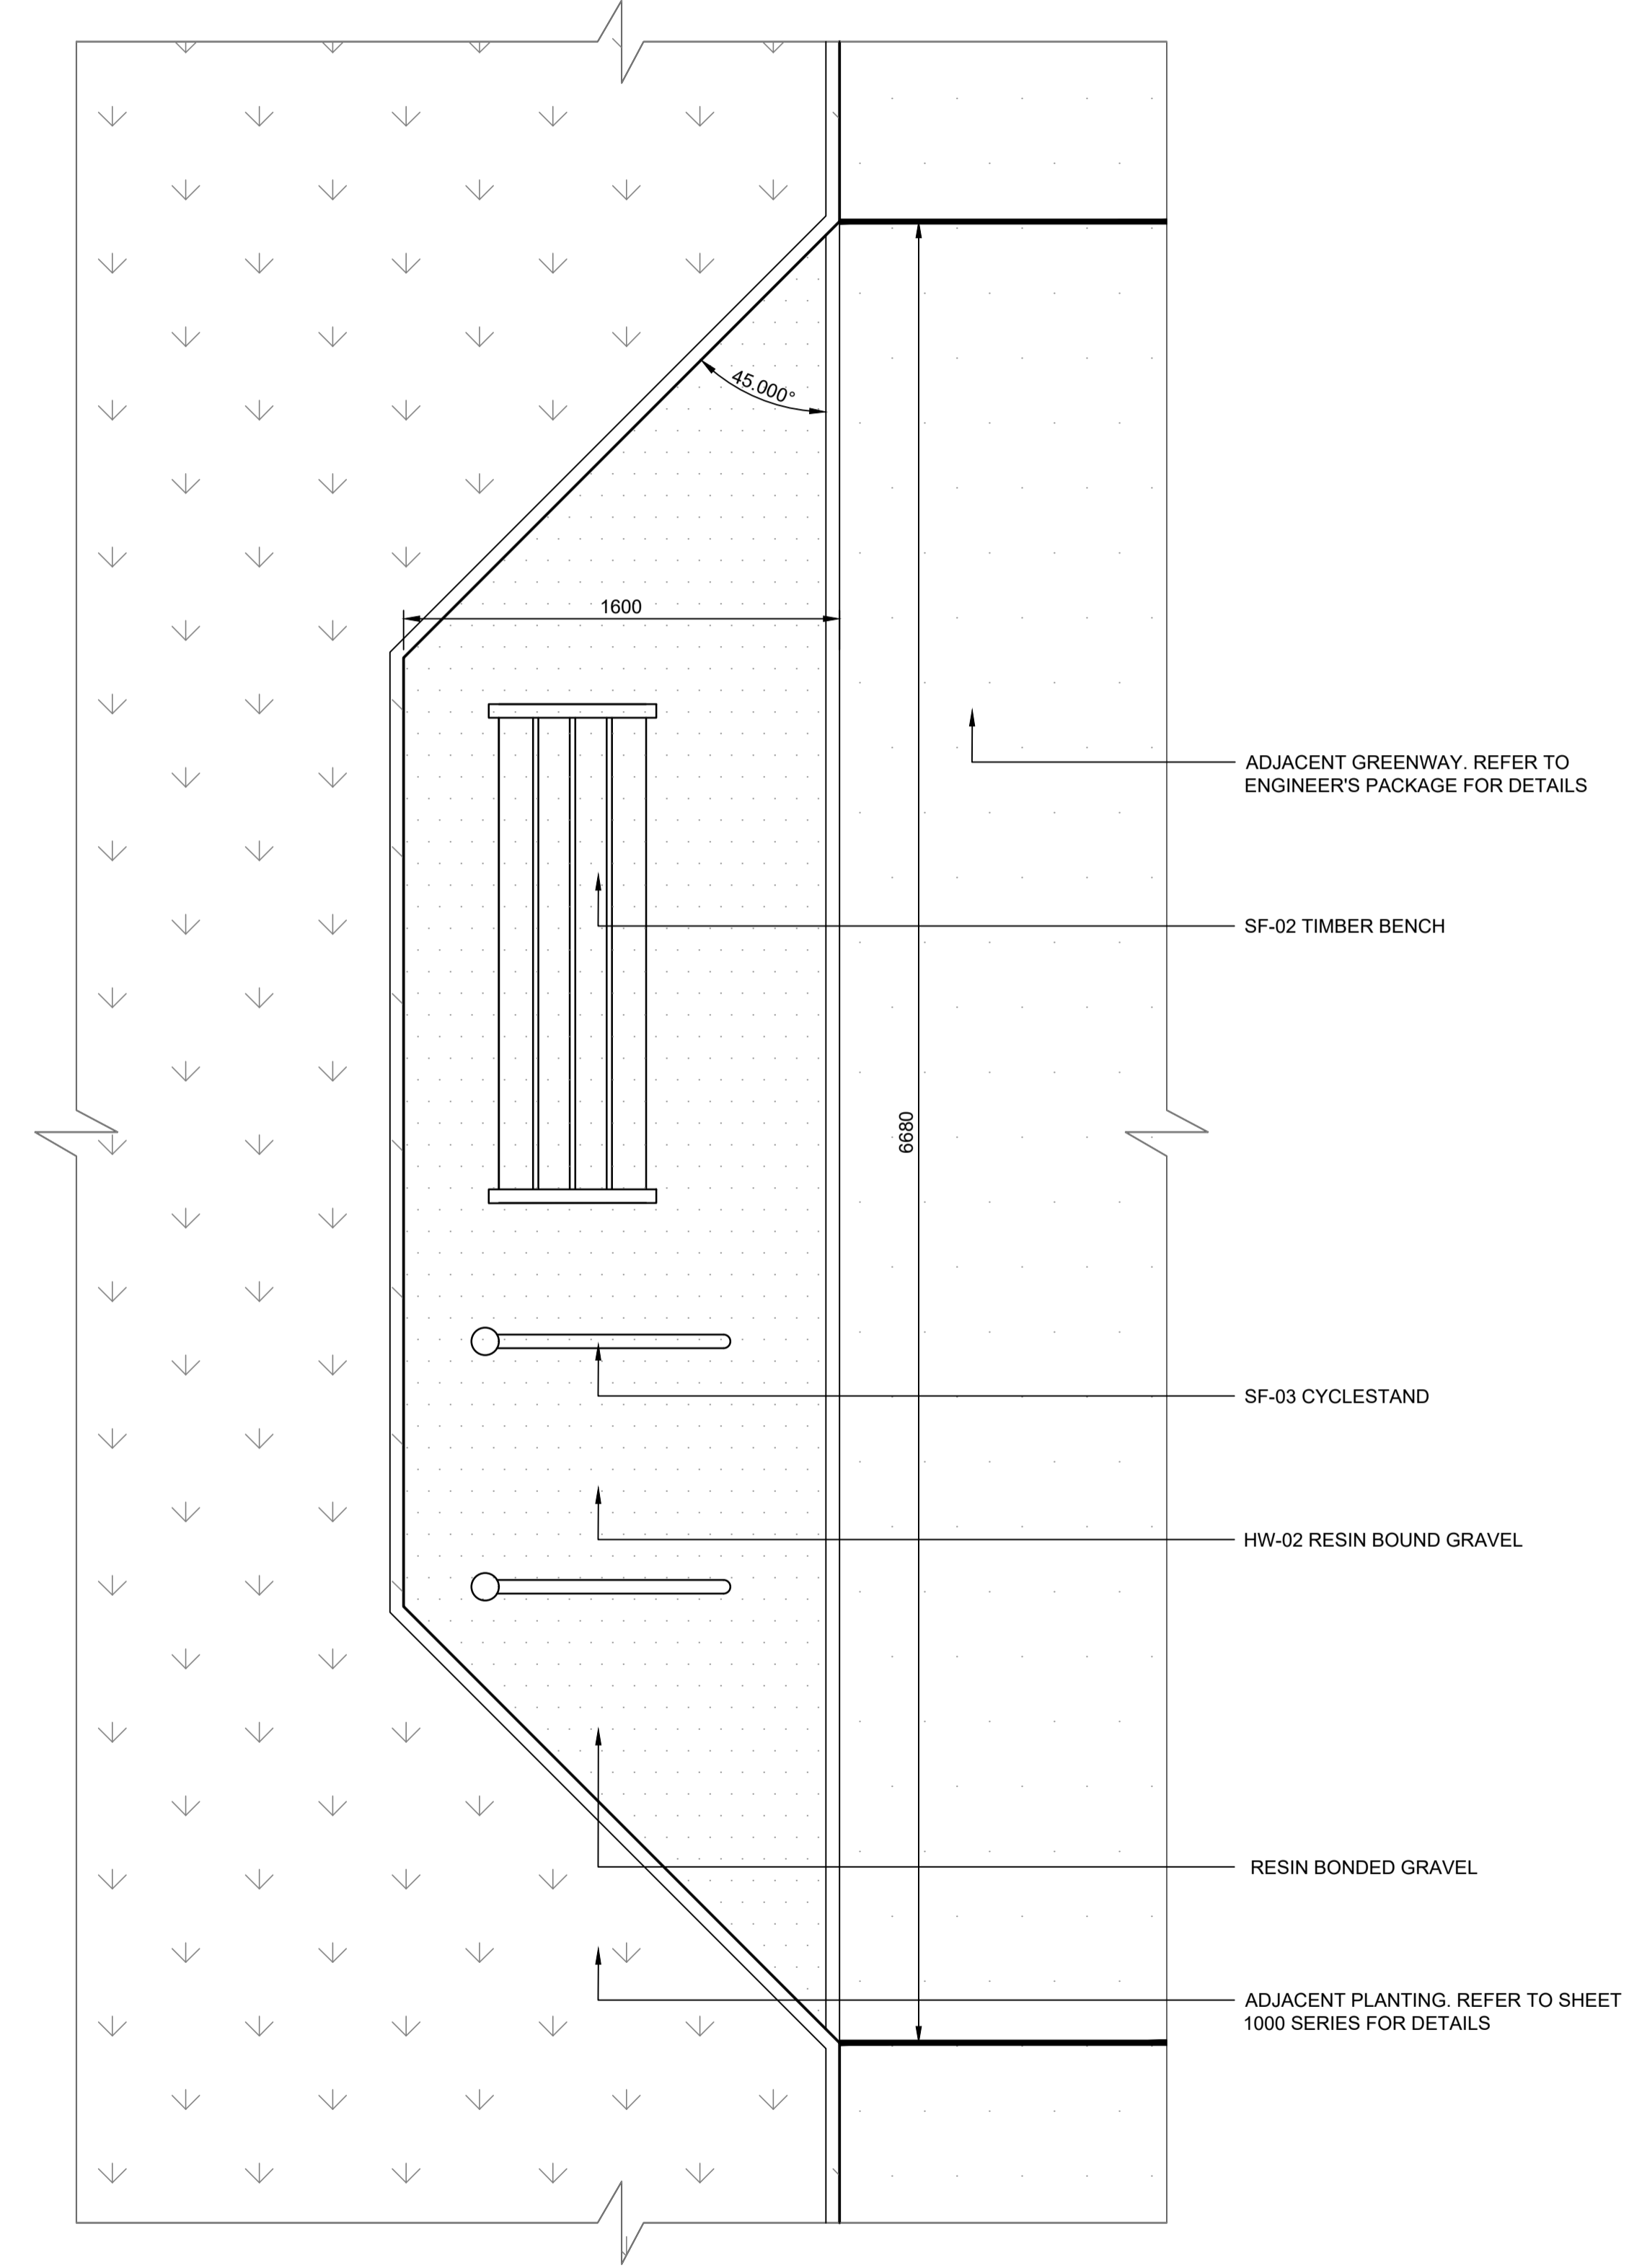 45.000°
1600
ADJACENT GREENWAY. REFER TO
ENGINEER'S PACKAGE FOR DETAILS
SF-02 TIMBER BENCH
6680
SF-03 CYCLESTAND
HW-02 RESIN BOUND GRAVEL
RESIN BONDED GRAVEL
ADJACENT PLANTING. REFER TO SHEET
1000 SERIES FOR DETAILS